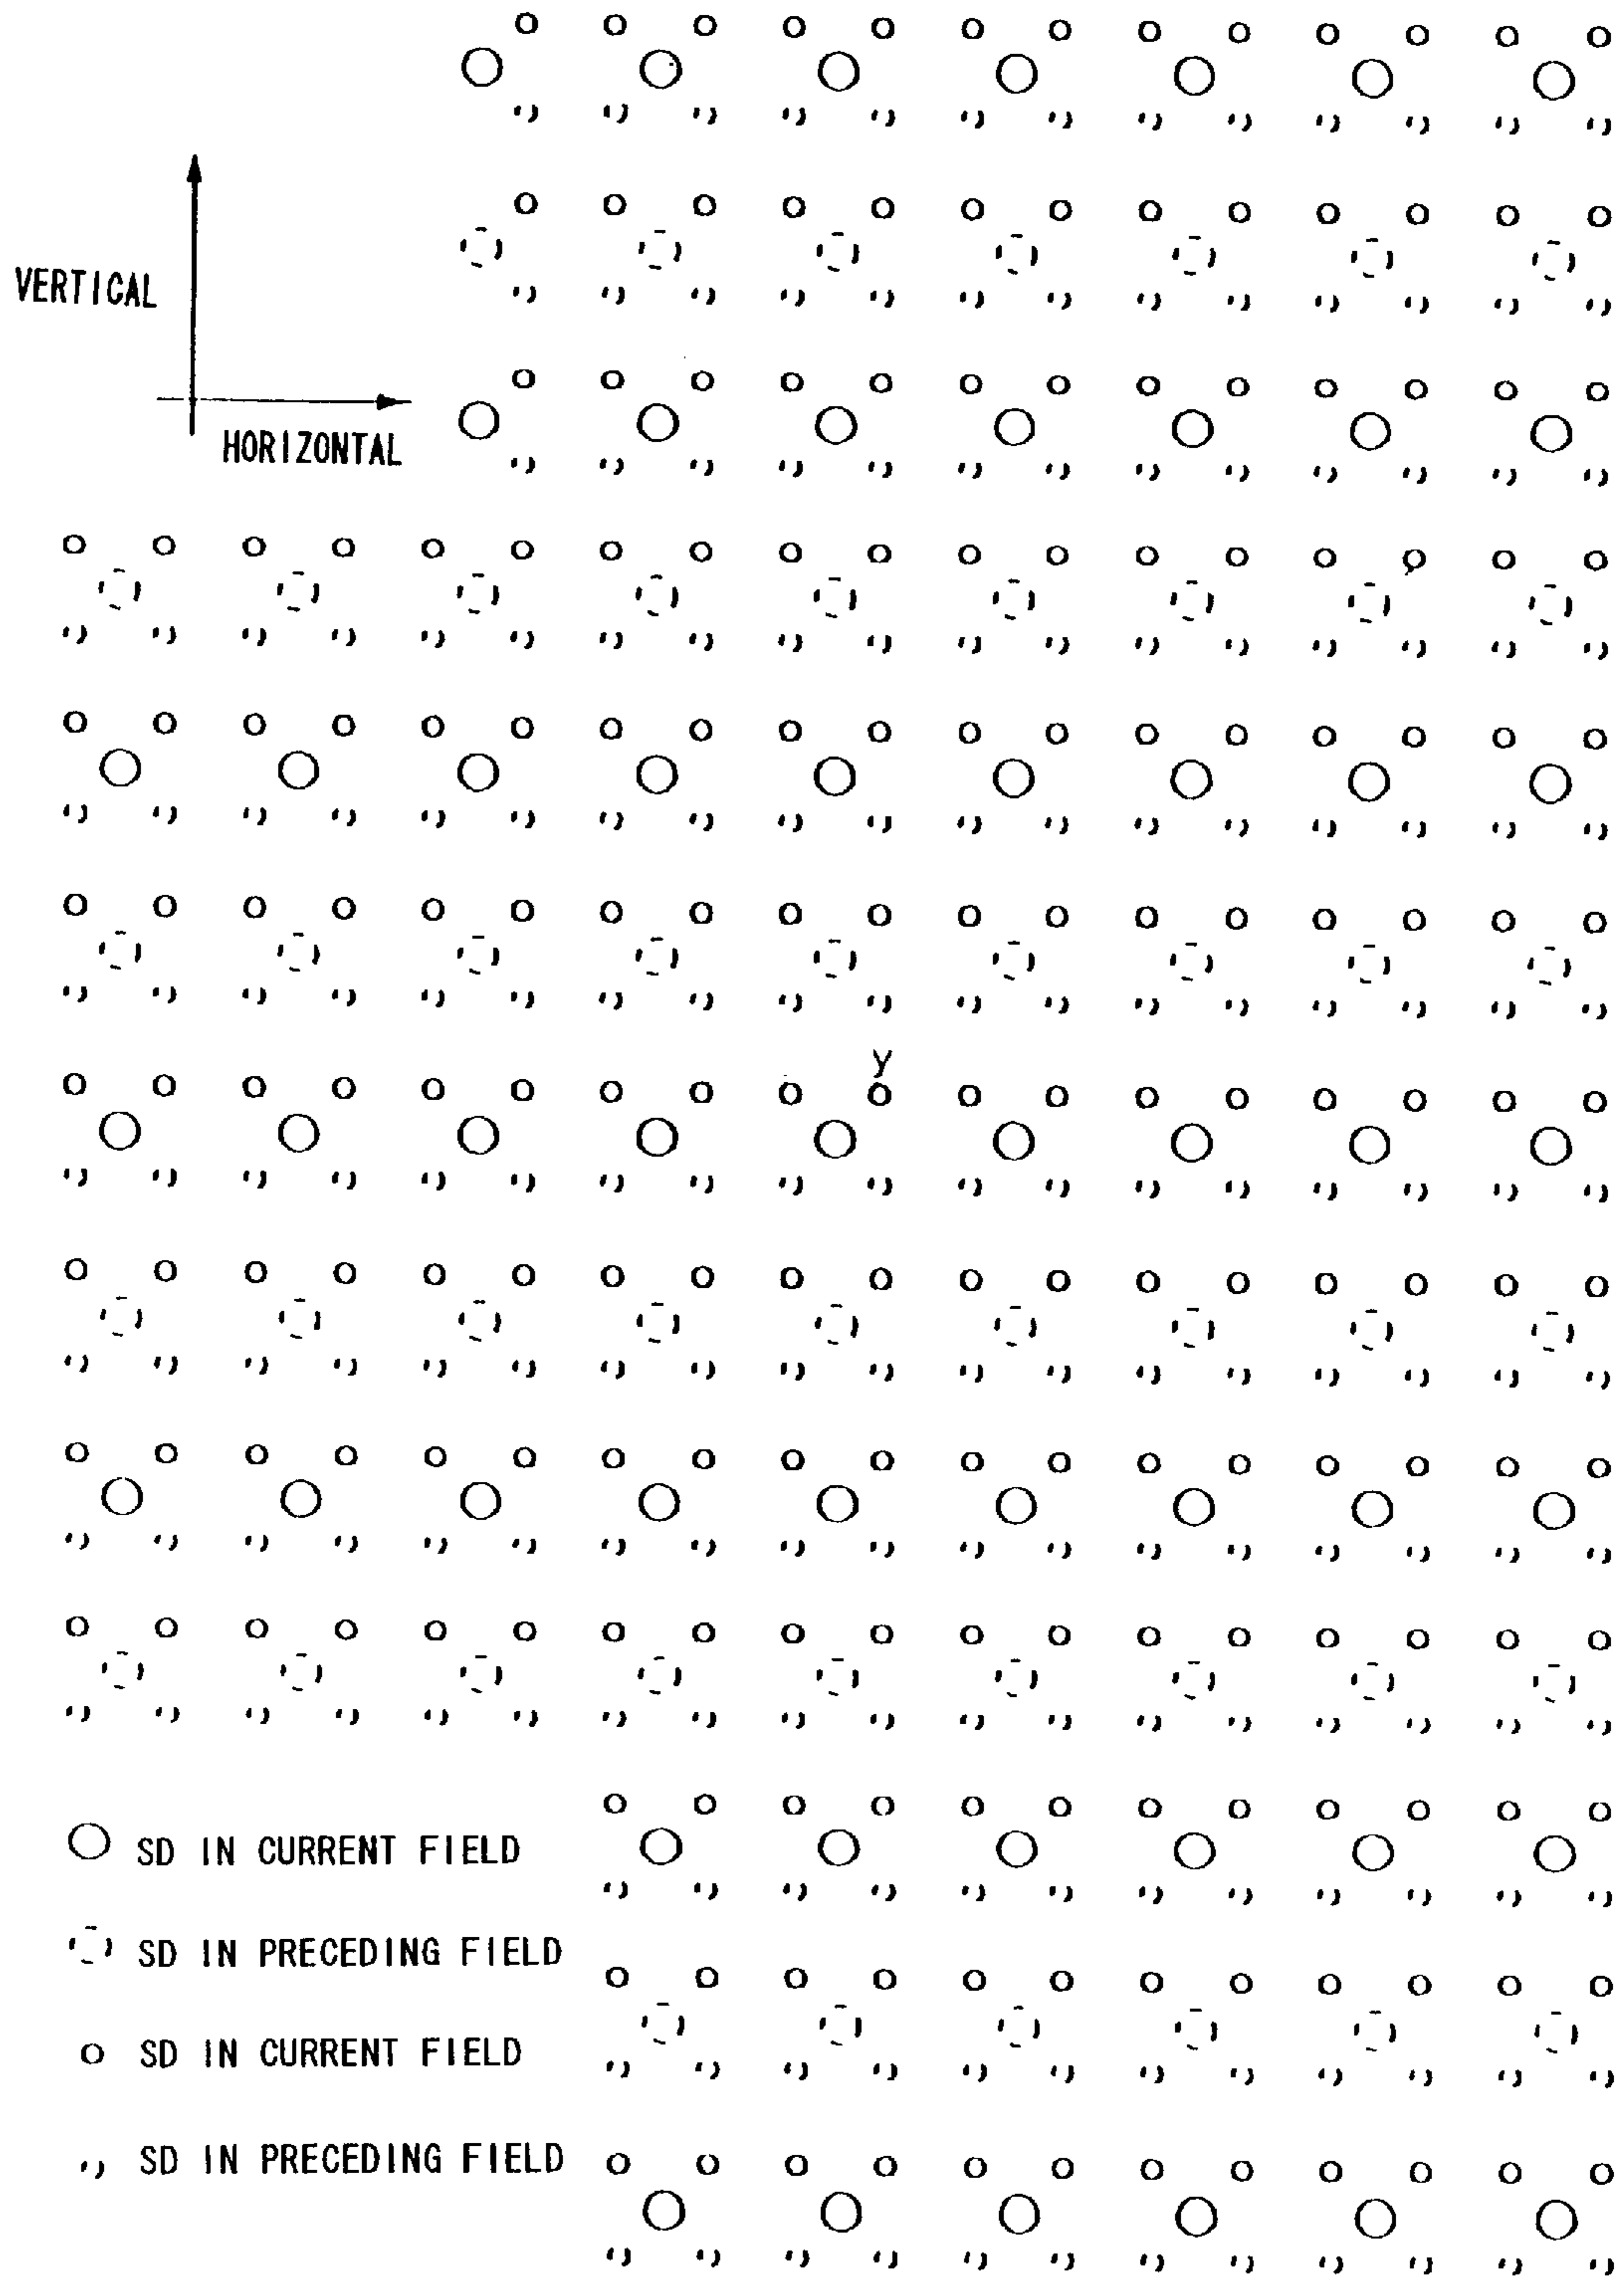 VERTICAL
HORIZONTAL
y
SD IN CURRENT FIELD
SD IN PRECEDING FIELD
SD IN CURRENT FIELD
SD IN PRECEDING FIELD